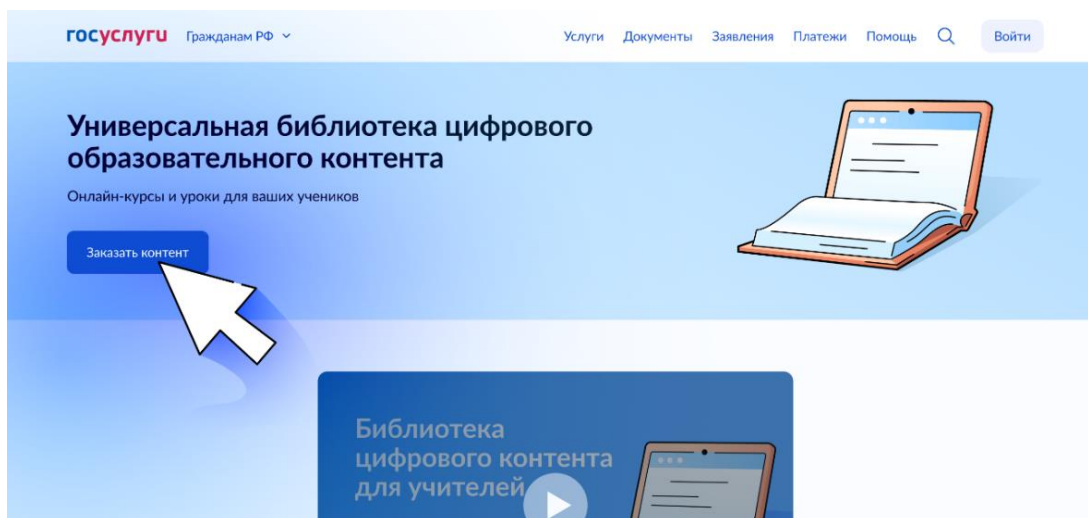 госуслуги Гражданам РФ Услуги Документы Заявления Платежи Помощь Войти
Универсальная библиотека цифрового
образовательного контента
Онлайн-курсы и уроки для ваших учеников
Заказать контент
Библиотека
цифрового контента
для учителей